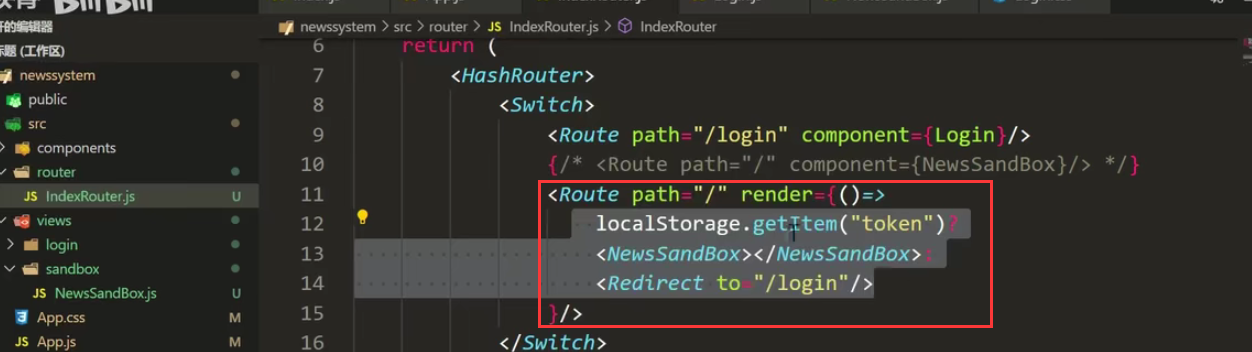 BiliBili
newssystem > src > router > JS IndexRouter.js > IndexRouter
开的编辑器
标题 (工作区)
newssystem
public
src
components
router
JS IndexRouter.js U
views
login
sandbox
JS NewsSandBox.js U
App.css M
JS App.js M
6 return (
7 <HashRouter>
8 <Switch>
9 <Route path="/login" component={Login}/>
10 {/* <Route path="/" component={NewsSandBox}/> */}
11 <Route path="/" render={()=>
12 localStorage.getItem("token")?
13 <NewsSandBox></NewsSandBox>:
14 <Redirect to="/login"/>
15 }/>
16 </Switch>